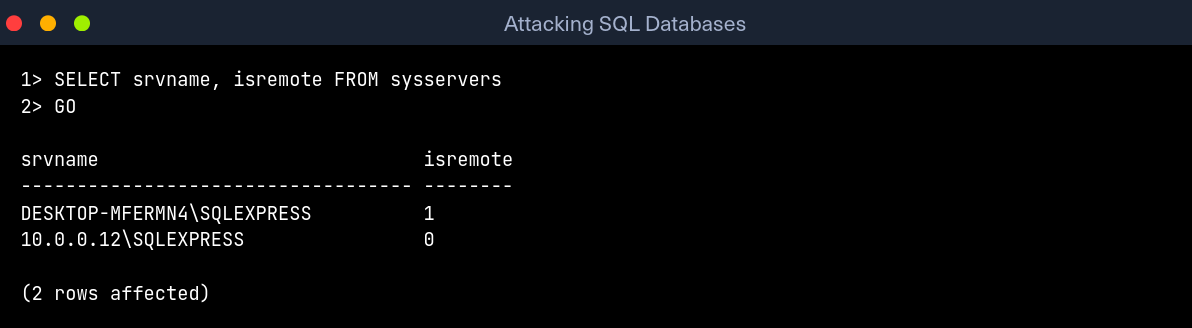 Attacking SQL Databases
1> SELECT srvname, isremote FROM sysservers
2> GO
srvname                             isremote
----------------------------------- --------
DESKTOP-MFERMN4\SQLEXPRESS          1
10.0.0.12\SQLEXPRESS                0
(2 rows affected)